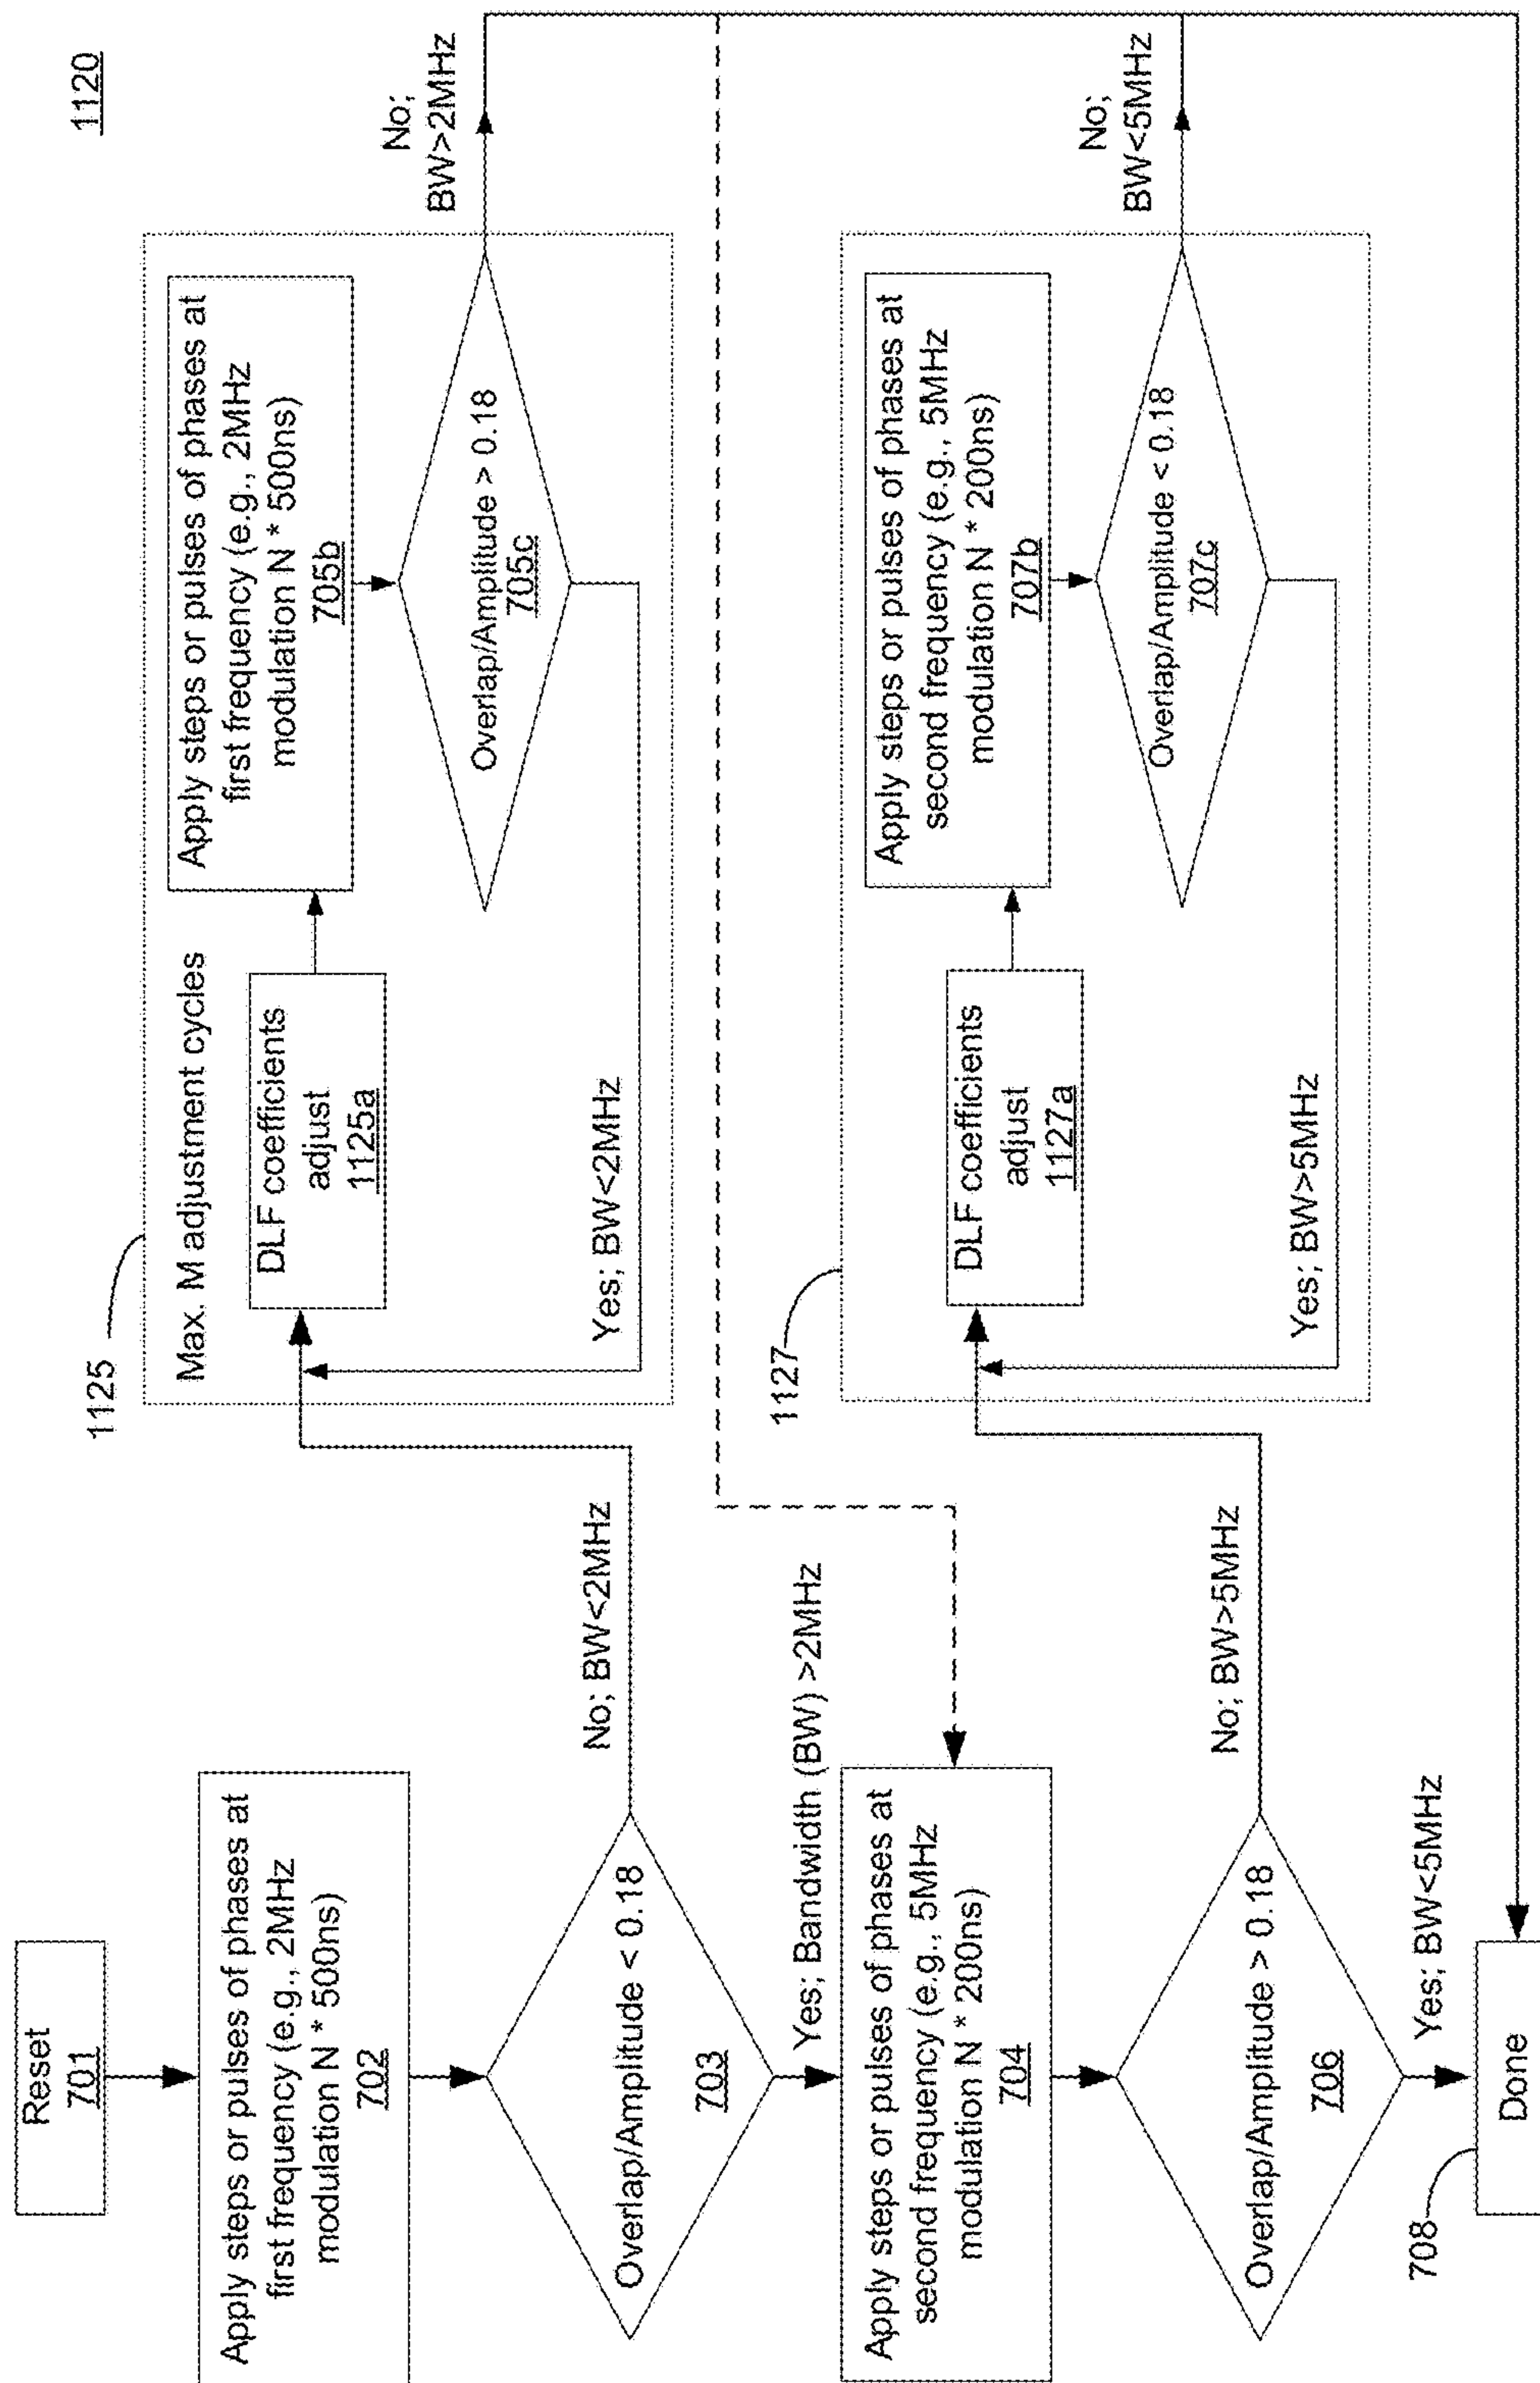 1120
Reset
701
Apply steps or pulses of phases at
first frequency (e.g., 2MHz
modulation N * 500ns)
702
Overlap/Amplitude < 0.18
703
No; BW<2MHz
Yes; Bandwidth (BW) >2MHz
Apply steps or pulses of phases at
second frequency (e.g., 5MHz
modulation N * 200ns)
704
Overlap/Amplitude > 0.18
706
No; BW>5MHz
Yes; BW<5MHz
708
Done
1125
Max. M adjustment cycles
DLF coefficients
adjust
1125a
Apply steps or pulses of phases at
first frequency (e.g., 2MHz
modulation N * 500ns)
705b
Overlap/Amplitude > 0.18
705c
Yes; BW<2MHz
No;
BW>2MHz
1127
DLF coefficients
adjust
1127a
Apply steps or pulses of phases at
second frequency (e.g., 5MHz
modulation N * 200ns)
707b
Overlap/Amplitude < 0.18
707c
Yes; BW>5MHz
No;
BW<5MHz